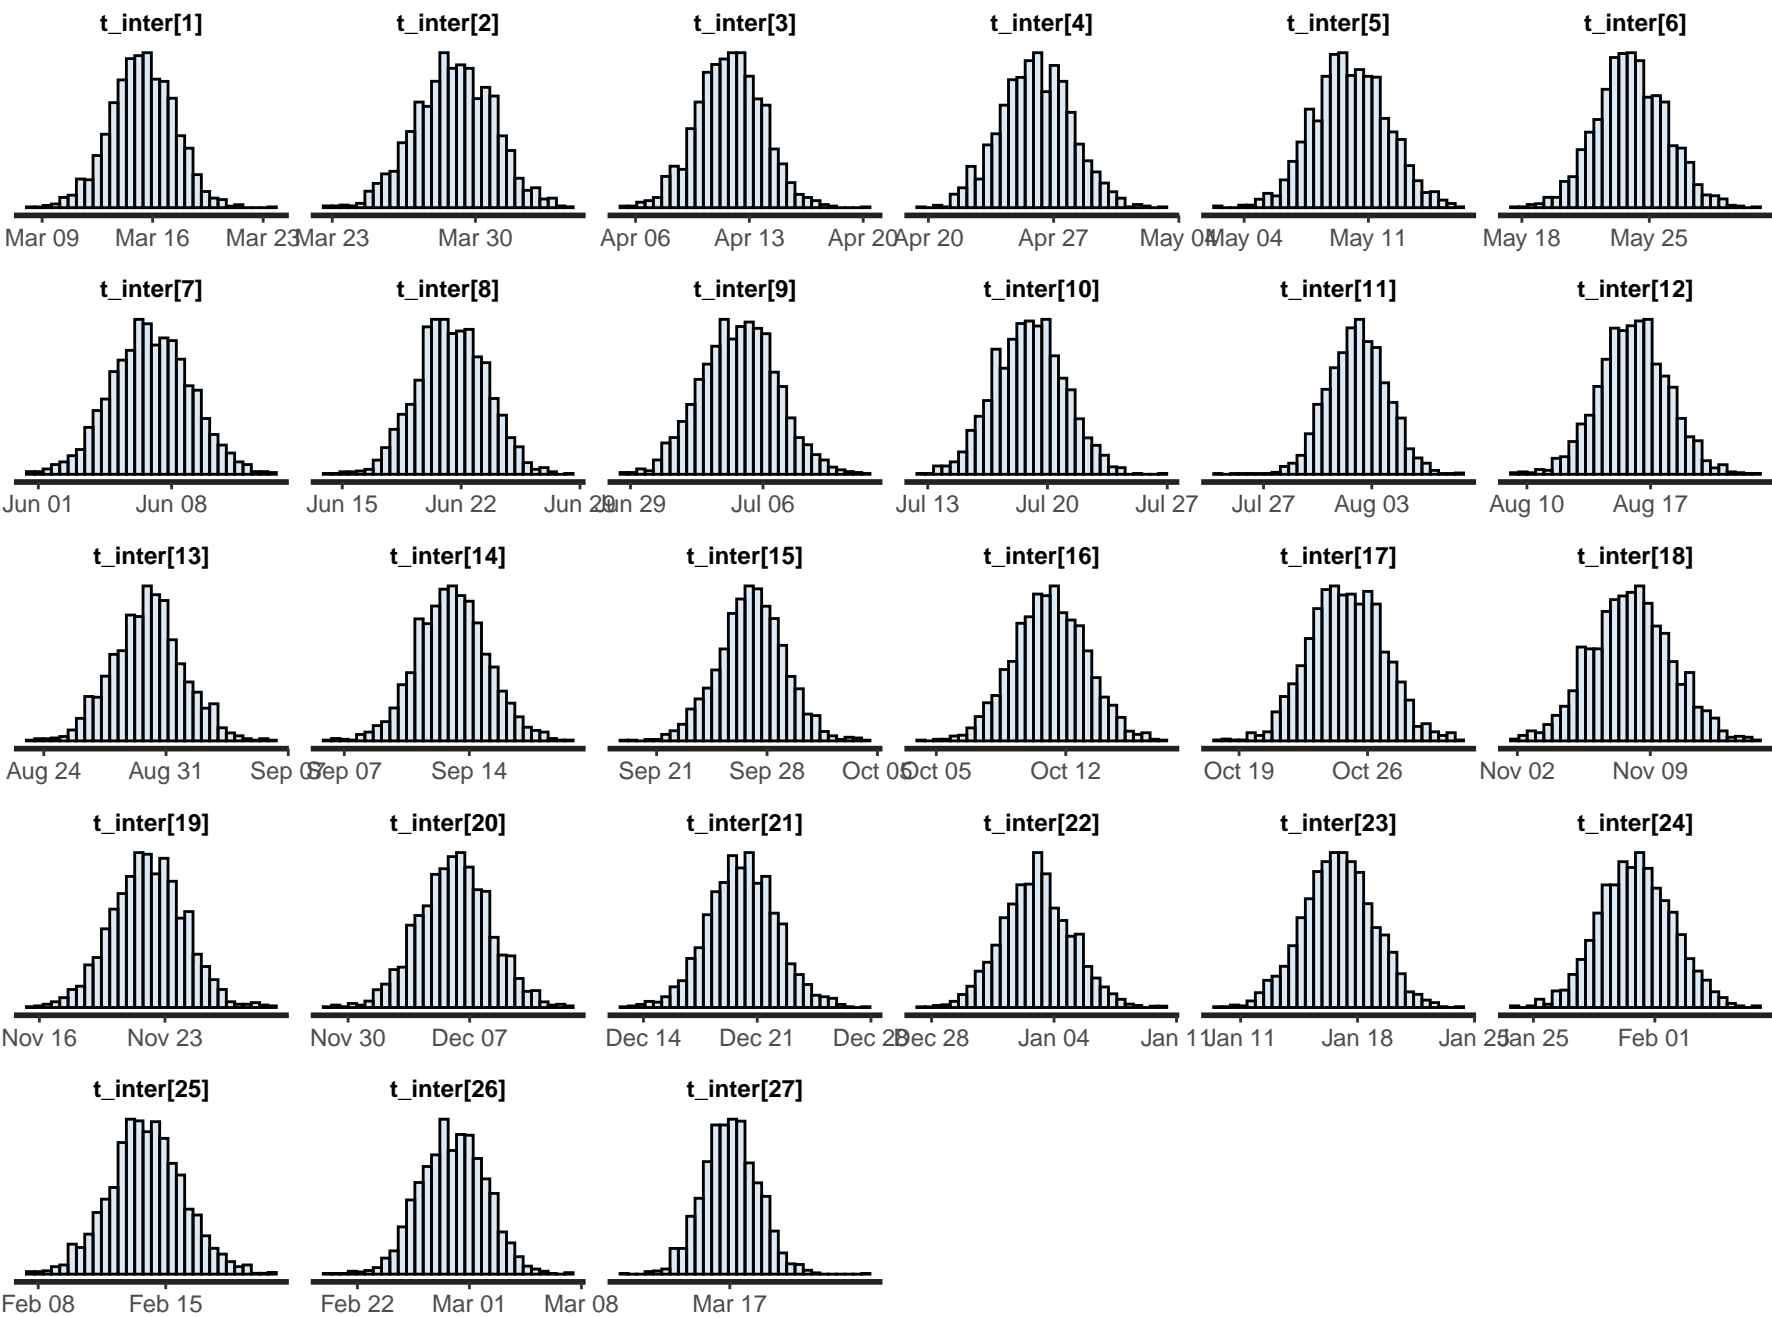 t_inter[1] t_inter[2] t_inter[3] t_inter[4] t_inter[5] t_inter[6]
Mar 09 Mar 16 Mar 23 Mar 23 Mar 30 Apr 06 Apr 13 Apr 20 Apr 20 Apr 27 May 04 May 04 May 11 May 18 May 25
t_inter[7] t_inter[8] t_inter[9] t_inter[10] t_inter[11] t_inter[12]
Jun 01 Jun 08 Jun 15 Jun 22 Jun 29 Jun 29 Jul 06 Jul 13 Jul 20 Jul 27 Jul 27 Aug 03 Aug 10 Aug 17
t_inter[13] t_inter[14] t_inter[15] t_inter[16] t_inter[17] t_inter[18]
Aug 24 Aug 31 Sep 07 Sep 07 Sep 14 Sep 21 Sep 28 Oct 05 Oct 05 Oct 12 Oct 19 Oct 26 Nov 02 Nov 09
t_inter[19] t_inter[20] t_inter[21] t_inter[22] t_inter[23] t_inter[24]
Nov 16 Nov 23 Nov 30 Dec 07 Dec 14 Dec 21 Dec 28 Dec 28 Jan 04 Jan 11 Jan 11 Jan 18 Jan 25 Jan 25 Feb 01
t_inter[25] t_inter[26] t_inter[27]
Feb 08 Feb 15 Feb 22 Mar 01 Mar 08 Mar 17